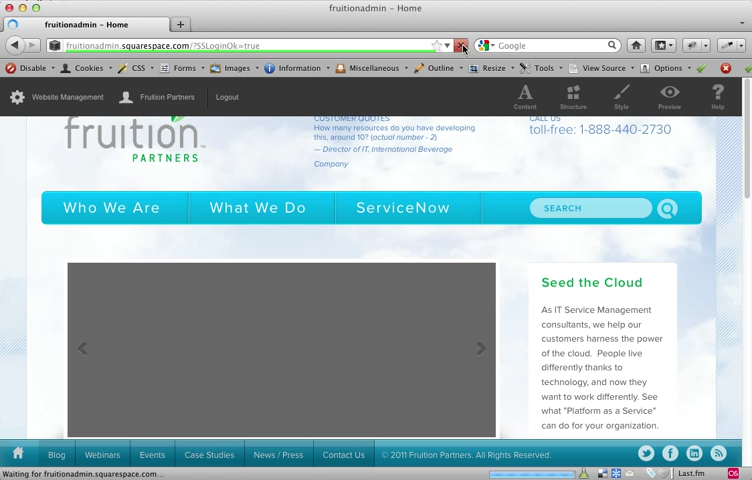 fruitionadmin - Home
fruitionadmin - Home
fruitionadmin.squarespace.com/?SSLoginOk=true
Google
Disable Cookies CSS Forms Images Information Miscellaneous Outline Resize Tools View Source Options
Website Management Fruition Partners Logout
Content Structure Style Preview Help
fruition
PARTNERS
CUSTOMER QUOTES
How many resources do you have developing
this, around 10? (actual number - 2)
— Director of IT, International Beverage
Company
CALL US
toll-free: 1-888-440-2730
Who We Are What We Do ServiceNow SEARCH
Seed the Cloud
As IT Service Management
consultants, we help our
customers harness the power
of the cloud. People live
differently thanks to
technology, and now they
want to work differently. See
what "Platform as a Service"
can do for your organization.
Blog Webinars Events Case Studies News / Press Contact Us © 2011 Fruition Partners. All Rights Reserved.
Waiting for fruitionadmin.squarespace.com... Last.fm